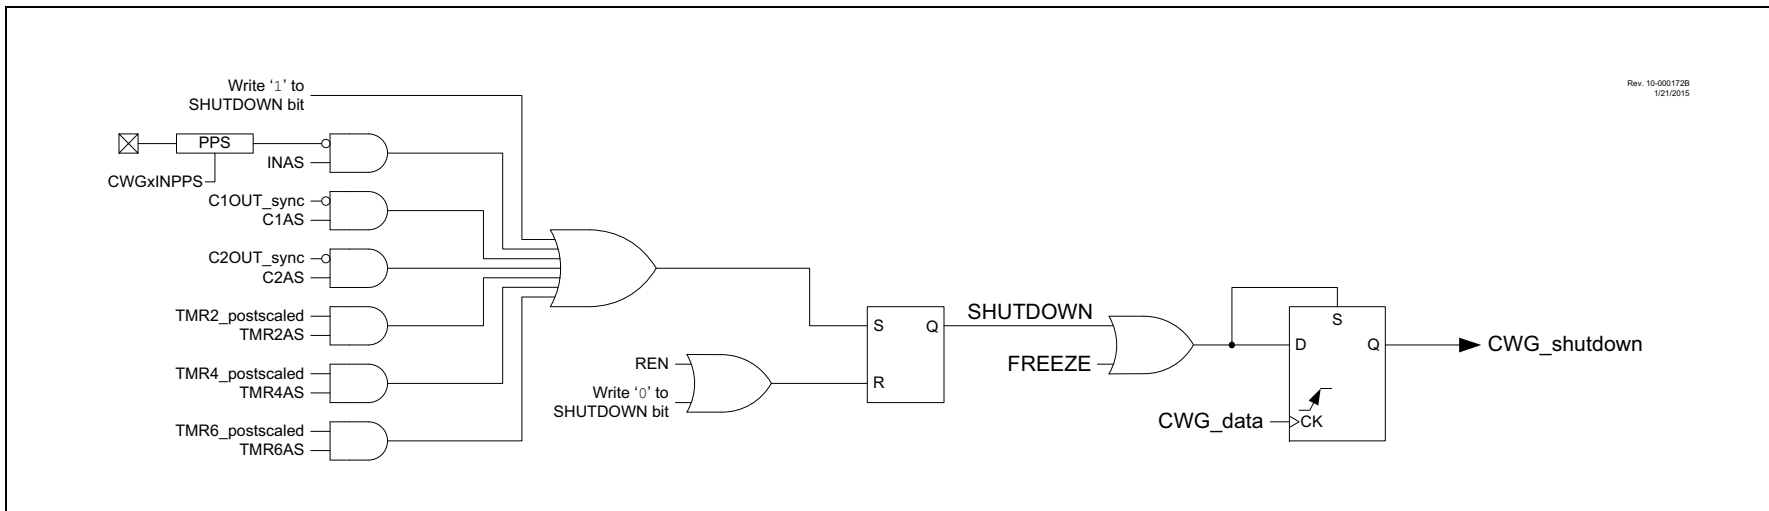 Rev. 10-000172B
1/21/2015
Write ‘1’ to
SHUTDOWN bit
PPS
INAS
CWGxINPPS
C1OUT_sync
C1AS
C2OUT_sync
C2AS
TMR2_postscaled
TMR2AS
TMR4_postscaled
TMR4AS
TMR6_postscaled
TMR6AS
REN
Write ‘0’ to
SHUTDOWN bit
S
Q
R
SHUTDOWN
FREEZE
S
D
Q
CWG_data
CK
CWG_shutdown